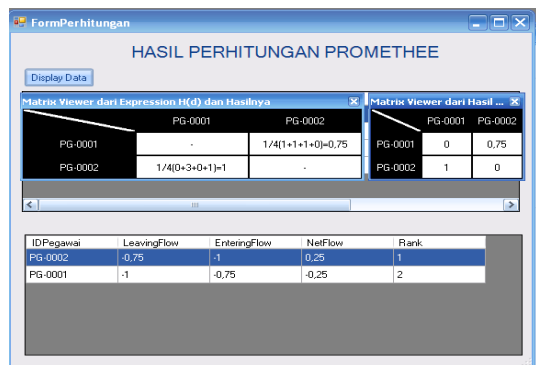 FormPerhitungan
HASIL PERHITUNGAN PROMETHEE
Display Data
Matrix Viewer dari Expression H(d) dan Hasilnya
PG-0001 PG-0002
PG-0001 - 1/4(1+1+1+0)=0,75
PG-0002 1/4(0+3+0+1)=1 -
Matrix Viewer dari Hasil ...
PG-0001 PG-0002
PG-0001 0 0,75
PG-0002 1 0
IDPegawai LeavingFlow EnteringFlow NetFlow Rank
PG-0002 -0,75 -1 0,25 1
PG-0001 -1 -0,75 -0,25 2